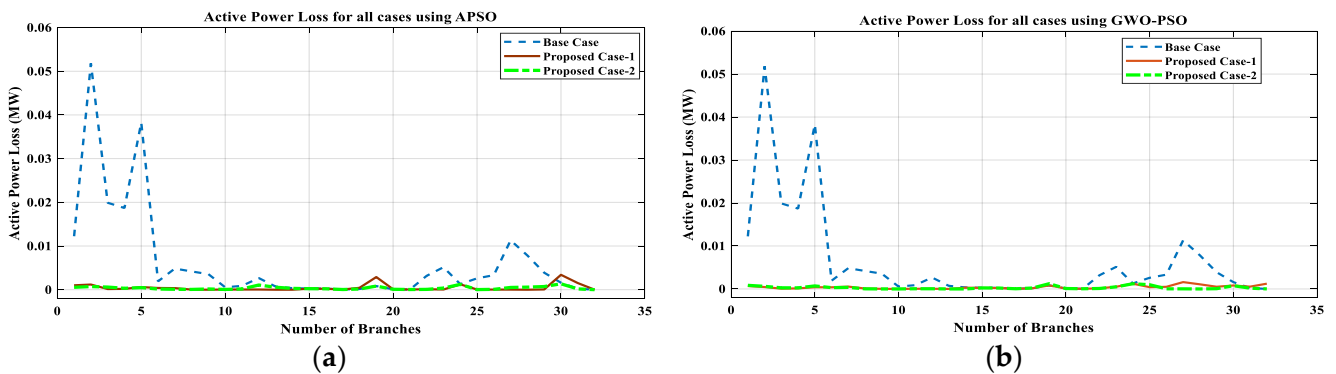 Active Power Loss for all cases using APSO
0.06
0.05
0.04
0.03
0.02
0.01
0
Active Power Loss (MW)
Base Case
Proposed Case-1
Proposed Case-2
0 5 10 15 20 25 30 35
Number of Branches
(a)
Active Power Loss for all cases using GWO-PSO
0.06
0.05
0.04
0.03
0.02
0.01
0
Active Power Loss (MW)
Base Case
Proposed Case-1
Proposed Case-2
0 5 10 15 20 25 30 35
Number of Branches
(b)